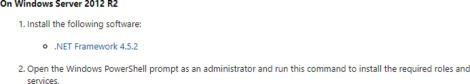 On Windows Server 2012 R2
1. Install the following software:
.NET Framework 4.5.2
2. Open the Windows PowerShell prompt as an administrator and run this command to install the required roles and
services.